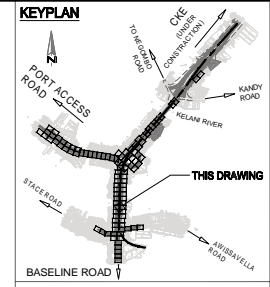 KEYPLAN
N
TO NEGOMBO
ROAD
CKE
(UNDER
CONSTRACTION)
PORT ACCESS
ROAD
KANDY
ROAD
KELANI RIVER
THIS DRAWING
STACE ROAD
AWISSAVELLA
ROAD
BASELINE ROAD